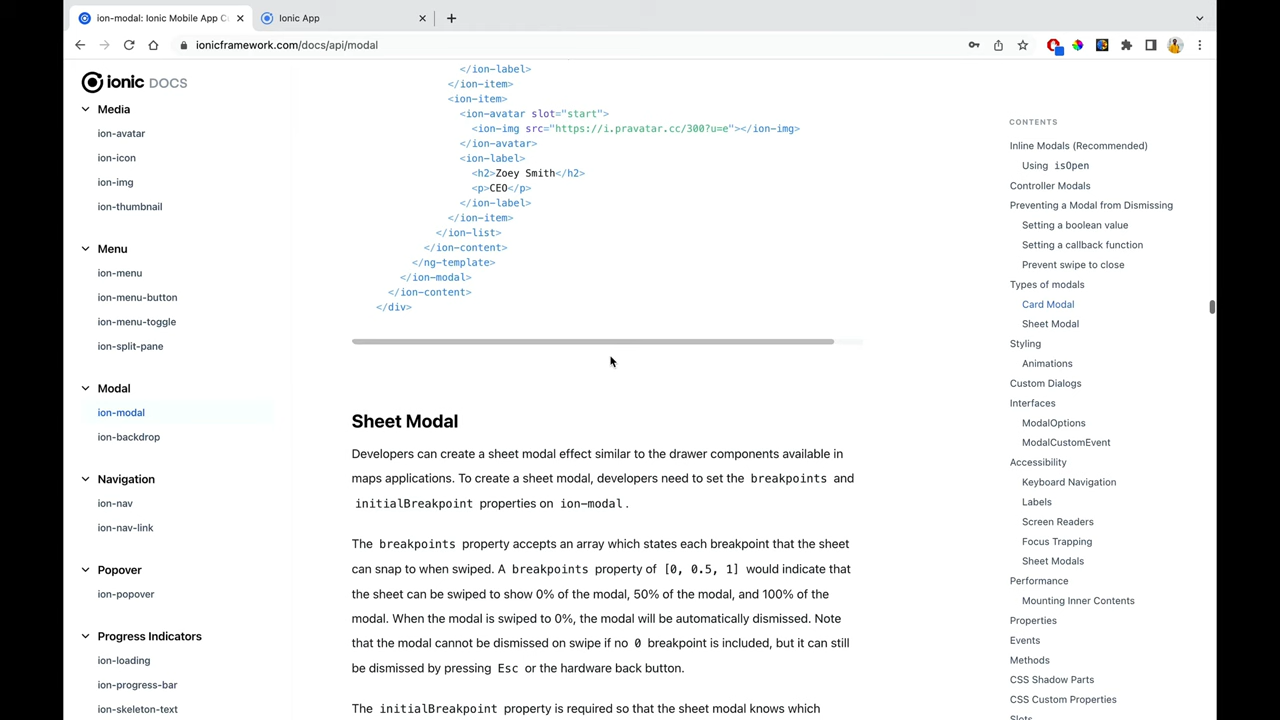 ion-modal: Ionic Mobile App C
Ionic App
ionicframework.com/docs/api/modal
ionic DOCS
Media
ion-avatar
ion-icon
ion-img
ion-thumbnail
Menu
ion-menu
ion-menu-button
ion-menu-toggle
ion-split-pane
Modal
ion-modal
ion-backdrop
Navigation
ion-nav
ion-nav-link
Popover
ion-popover
Progress Indicators
ion-loading
ion-progress-bar
ion-skeleton-text
</ion-label>
</ion-item>
<ion-item>
<ion-avatar slot="start">
<ion-img src="https://i.pravatar.cc/300?u=e"></ion-img>
</ion-avatar>
<ion-label>
<h2>Zoey Smith</h2>
<p>CEO</p>
</ion-label>
</ion-item>
</ion-list>
</ion-content>
</ng-template>
</ion-modal>
</ion-content>
</div>
Sheet Modal
Developers can create a sheet modal effect similar to the drawer components available in
maps applications. To create a sheet modal, developers need to set the breakpoints and
initialBreakpoint properties on ion-modal.
The breakpoints property accepts an array which states each breakpoint that the sheet
can snap to when swiped. A breakpoints property of [0, 0.5, 1] would indicate that
the sheet can be swiped to show 0% of the modal, 50% of the modal, and 100% of the
modal. When the modal is swiped to 0%, the modal will be automatically dismissed. Note
that the modal cannot be dismissed on swipe if no 0 breakpoint is included, but it can still
be dismissed by pressing Esc or the hardware back button.
The initialBreakpoint property is required so that the sheet modal knows which
CONTENTS
Inline Modals (Recommended)
Using isOpen
Controller Modals
Preventing a Modal from Dismissing
Setting a boolean value
Setting a callback function
Prevent swipe to close
Types of modals
Card Modal
Sheet Modal
Styling
Animations
Custom Dialogs
Interfaces
ModalOptions
ModalCustomEvent
Accessibility
Keyboard Navigation
Labels
Screen Readers
Focus Trapping
Sheet Modals
Performance
Mounting Inner Contents
Properties
Events
Methods
CSS Shadow Parts
CSS Custom Properties
Slots